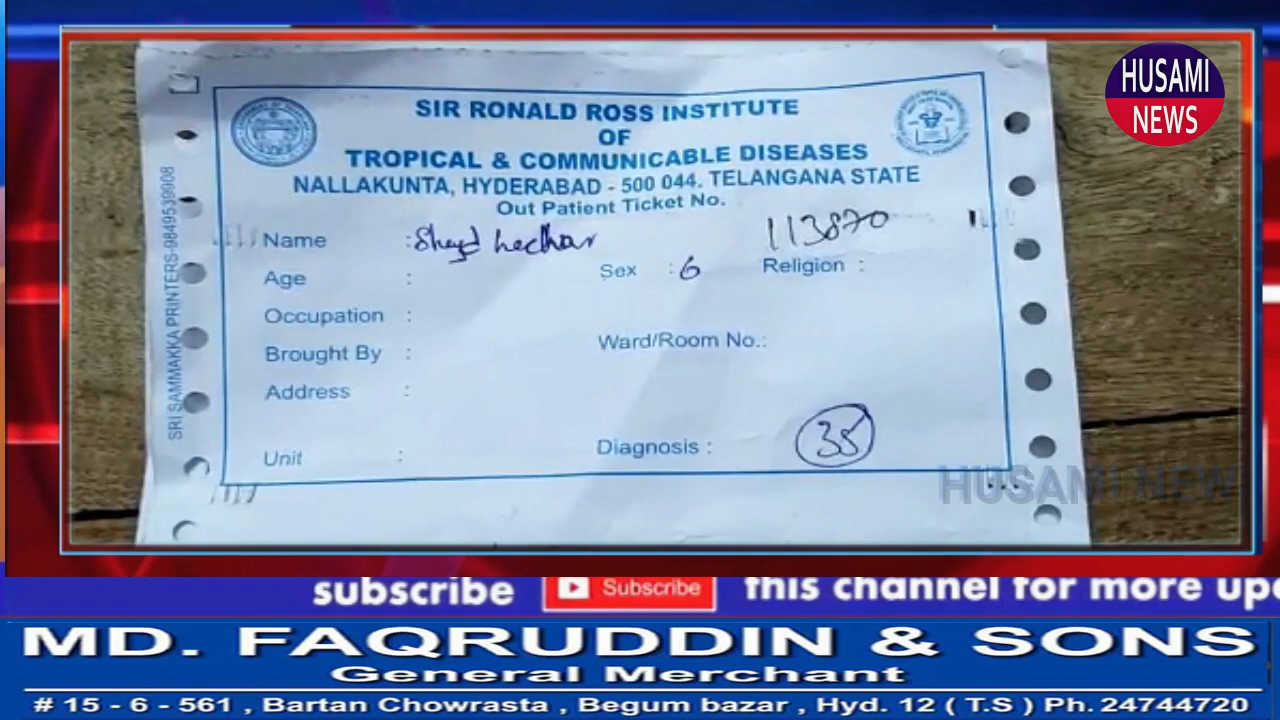 HUSAMI
NEWS
SIR RONALD ROSS INSTITUTE
OF
TROPICAL & COMMUNICABLE DISEASES
NALLAKUNTA, HYDERABAD - 500 044. TELANGANA STATE
Out Patient Ticket No.
113870
Name :
Age : Sex : 6 Religion :
Occupation :
Brought By : Ward/Room No.:
Address :
Unit : Diagnosis : 35
SRI SAMMAKKA PRINTERS-9849539908
HUSAMI NEW
subscribe Subscribe this channel for more up
MD. FAQRUDDIN & SONS
General Merchant
# 15 - 6 - 561 , Bartan Chowrasta , Begum bazar , Hyd. 12 ( T.S ) Ph. 24744720